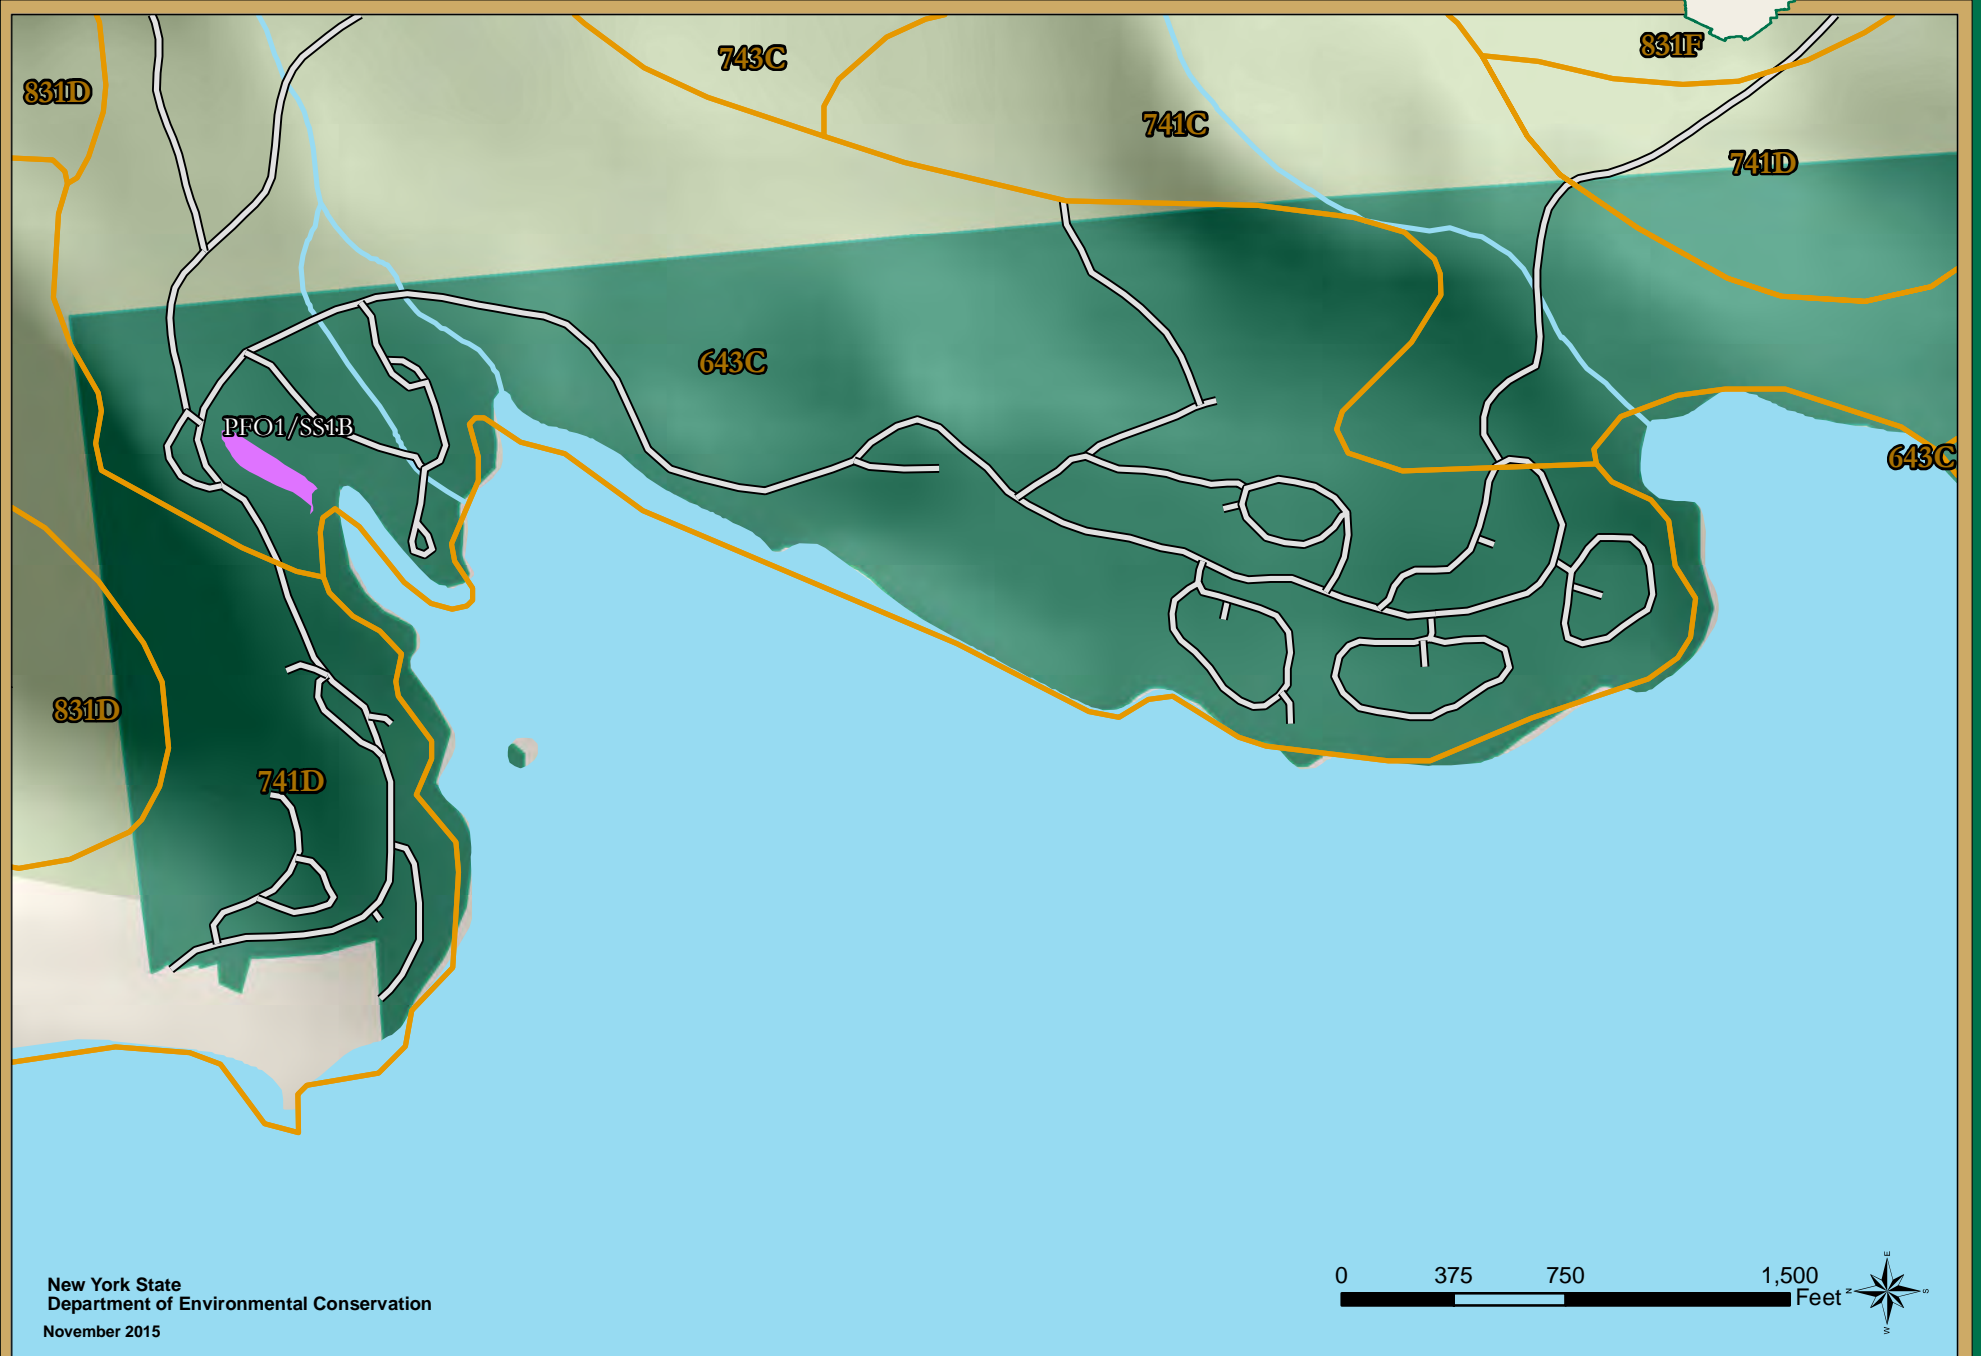 831F
743C
831D
741C
741D
643C
PFO1/SS1B
643C
831D
741D
E
N
S
W
0 375 750 1,500
Feet
New York State
Department of Environmental Conservation
November 2015